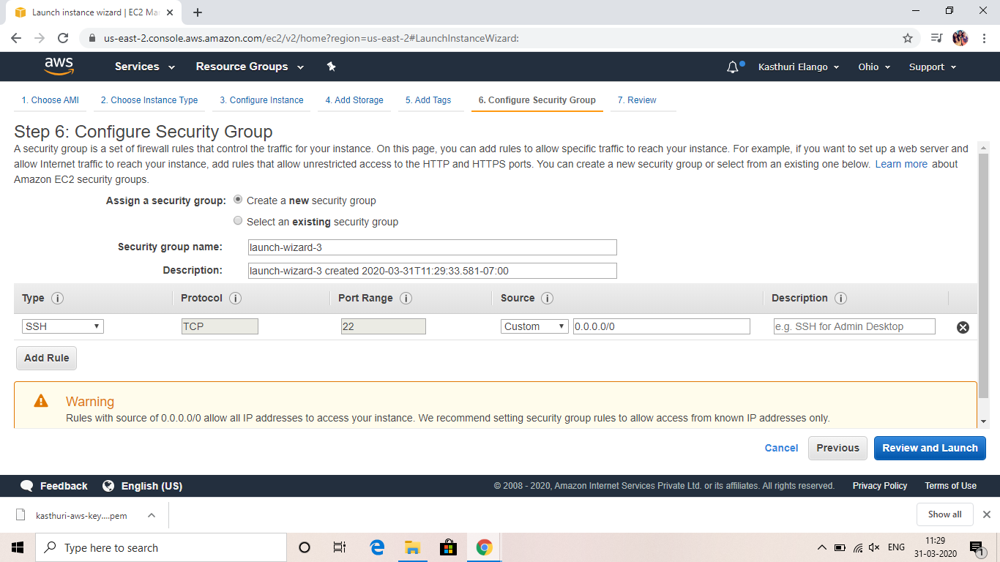 Launch instance wizard | EC2 Ma
us-east-2.console.aws.amazon.com/ec2/v2/home?region=us-east-2#LaunchInstanceWizard:
aws Services Resource Groups Kasthuri Elango Ohio Support
1. Choose AMI 2. Choose Instance Type 3. Configure Instance 4. Add Storage 5. Add Tags 6. Configure Security Group 7. Review
Step 6: Configure Security Group
A security group is a set of firewall rules that control the traffic for your instance. On this page, you can add rules to allow specific traffic to reach your instance. For example, if you want to set up a web server and
allow Internet traffic to reach your instance, add rules that allow unrestricted access to the HTTP and HTTPS ports. You can create a new security group or select from an existing one below. Learn more about
Amazon EC2 security groups.
Assign a security group: Create a new security group
Select an existing security group
Security group name: launch-wizard-3
Description: launch-wizard-3 created 2020-03-31T11:29:33.581-07:00
Type i Protocol i Port Range i Source i Description i
SSH TCP 22 Custom 0.0.0.0/0 e.g. SSH for Admin Desktop
Add Rule
Warning
Rules with source of 0.0.0.0/0 allow all IP addresses to access your instance. We recommend setting security group rules to allow access from known IP addresses only.
Cancel Previous Review and Launch
Feedback English (US) © 2008 - 2020, Amazon Internet Services Private Ltd. or its affiliates. All rights reserved. Privacy Policy Terms of Use
kasthuri-aws-key....pem Show all
Type here to search ENG 11:29
31-03-2020 1